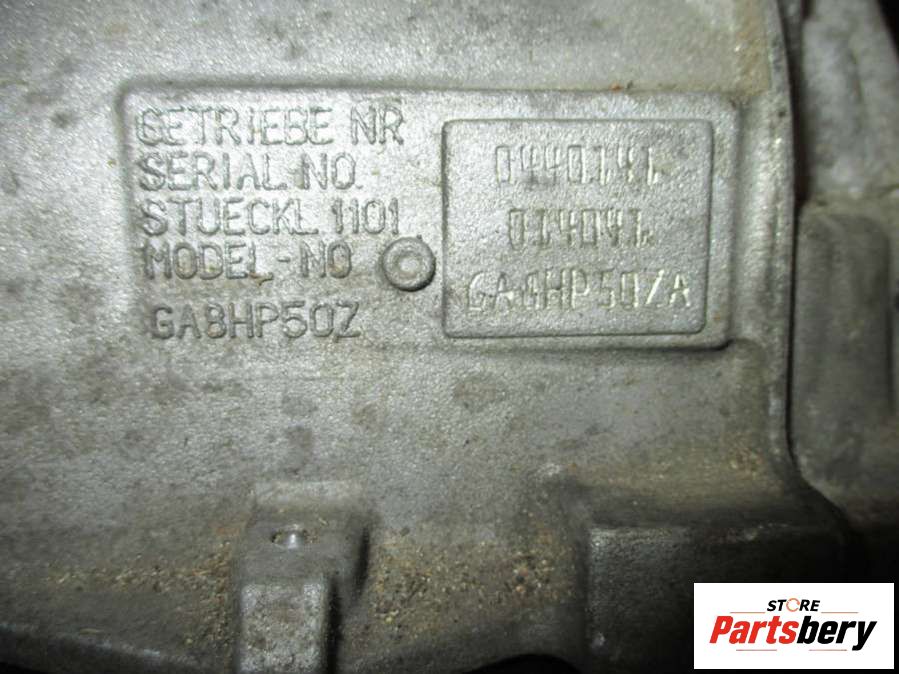 GETRIEBE NR
SERIAL NO.
STUECKL 1101
MODEL-NO
GA8HP50Z
GA8HP50ZA
STORE
Partsbery